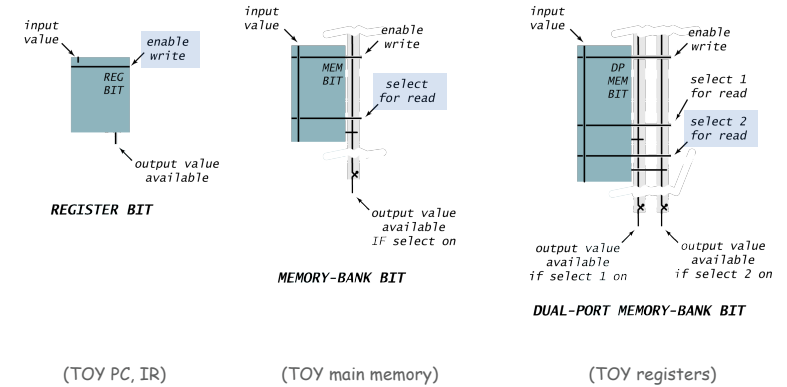 input
value
enable
write
REG
BIT
output value
available
REGISTER BIT
(TOY PC, IR)
input
value
enable
write
MEM
BIT
select
for read
output value
available
IF select on
MEMORY-BANK BIT
(TOY main memory)
input
value
enable
write
DP
MEM
BIT
select 1
for read
select 2
for read
output value
available
if select 1 on
output value
available
if select 2 on
DUAL-PORT MEMORY-BANK BIT
(TOY registers)